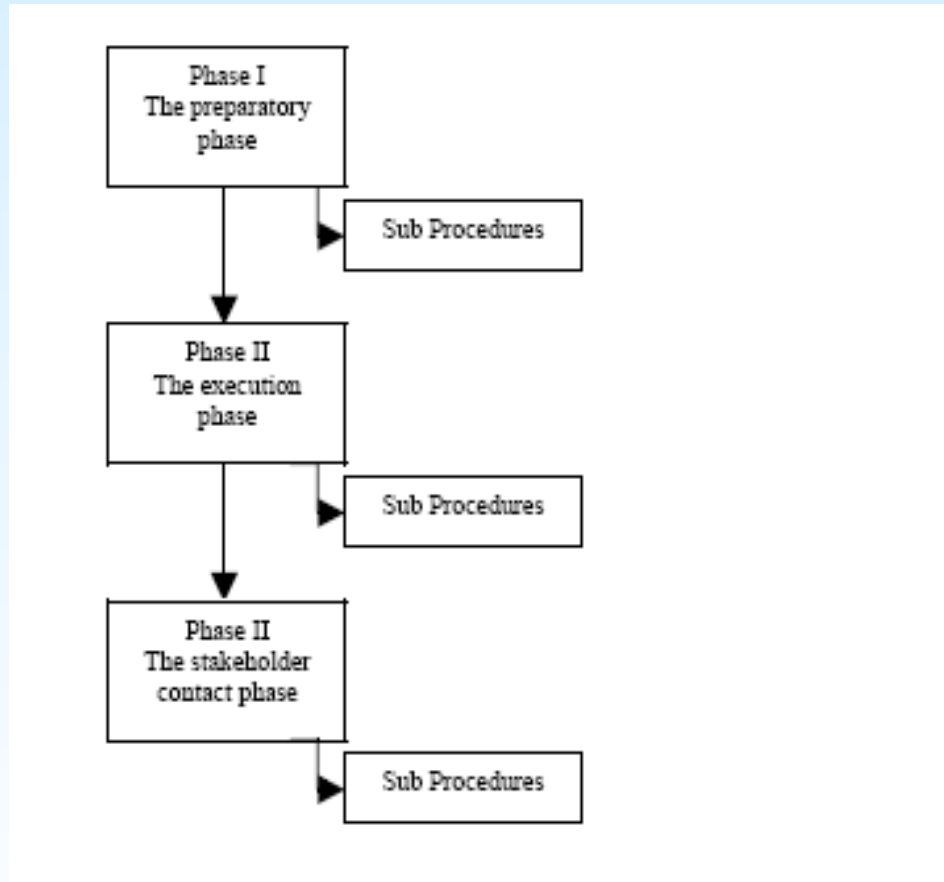 Phase I
The preparatory
phase
Sub Procedures
Phase II
The execution
phase
Sub Procedures
Phase II
The stakeholder
contact phase
Sub Procedures